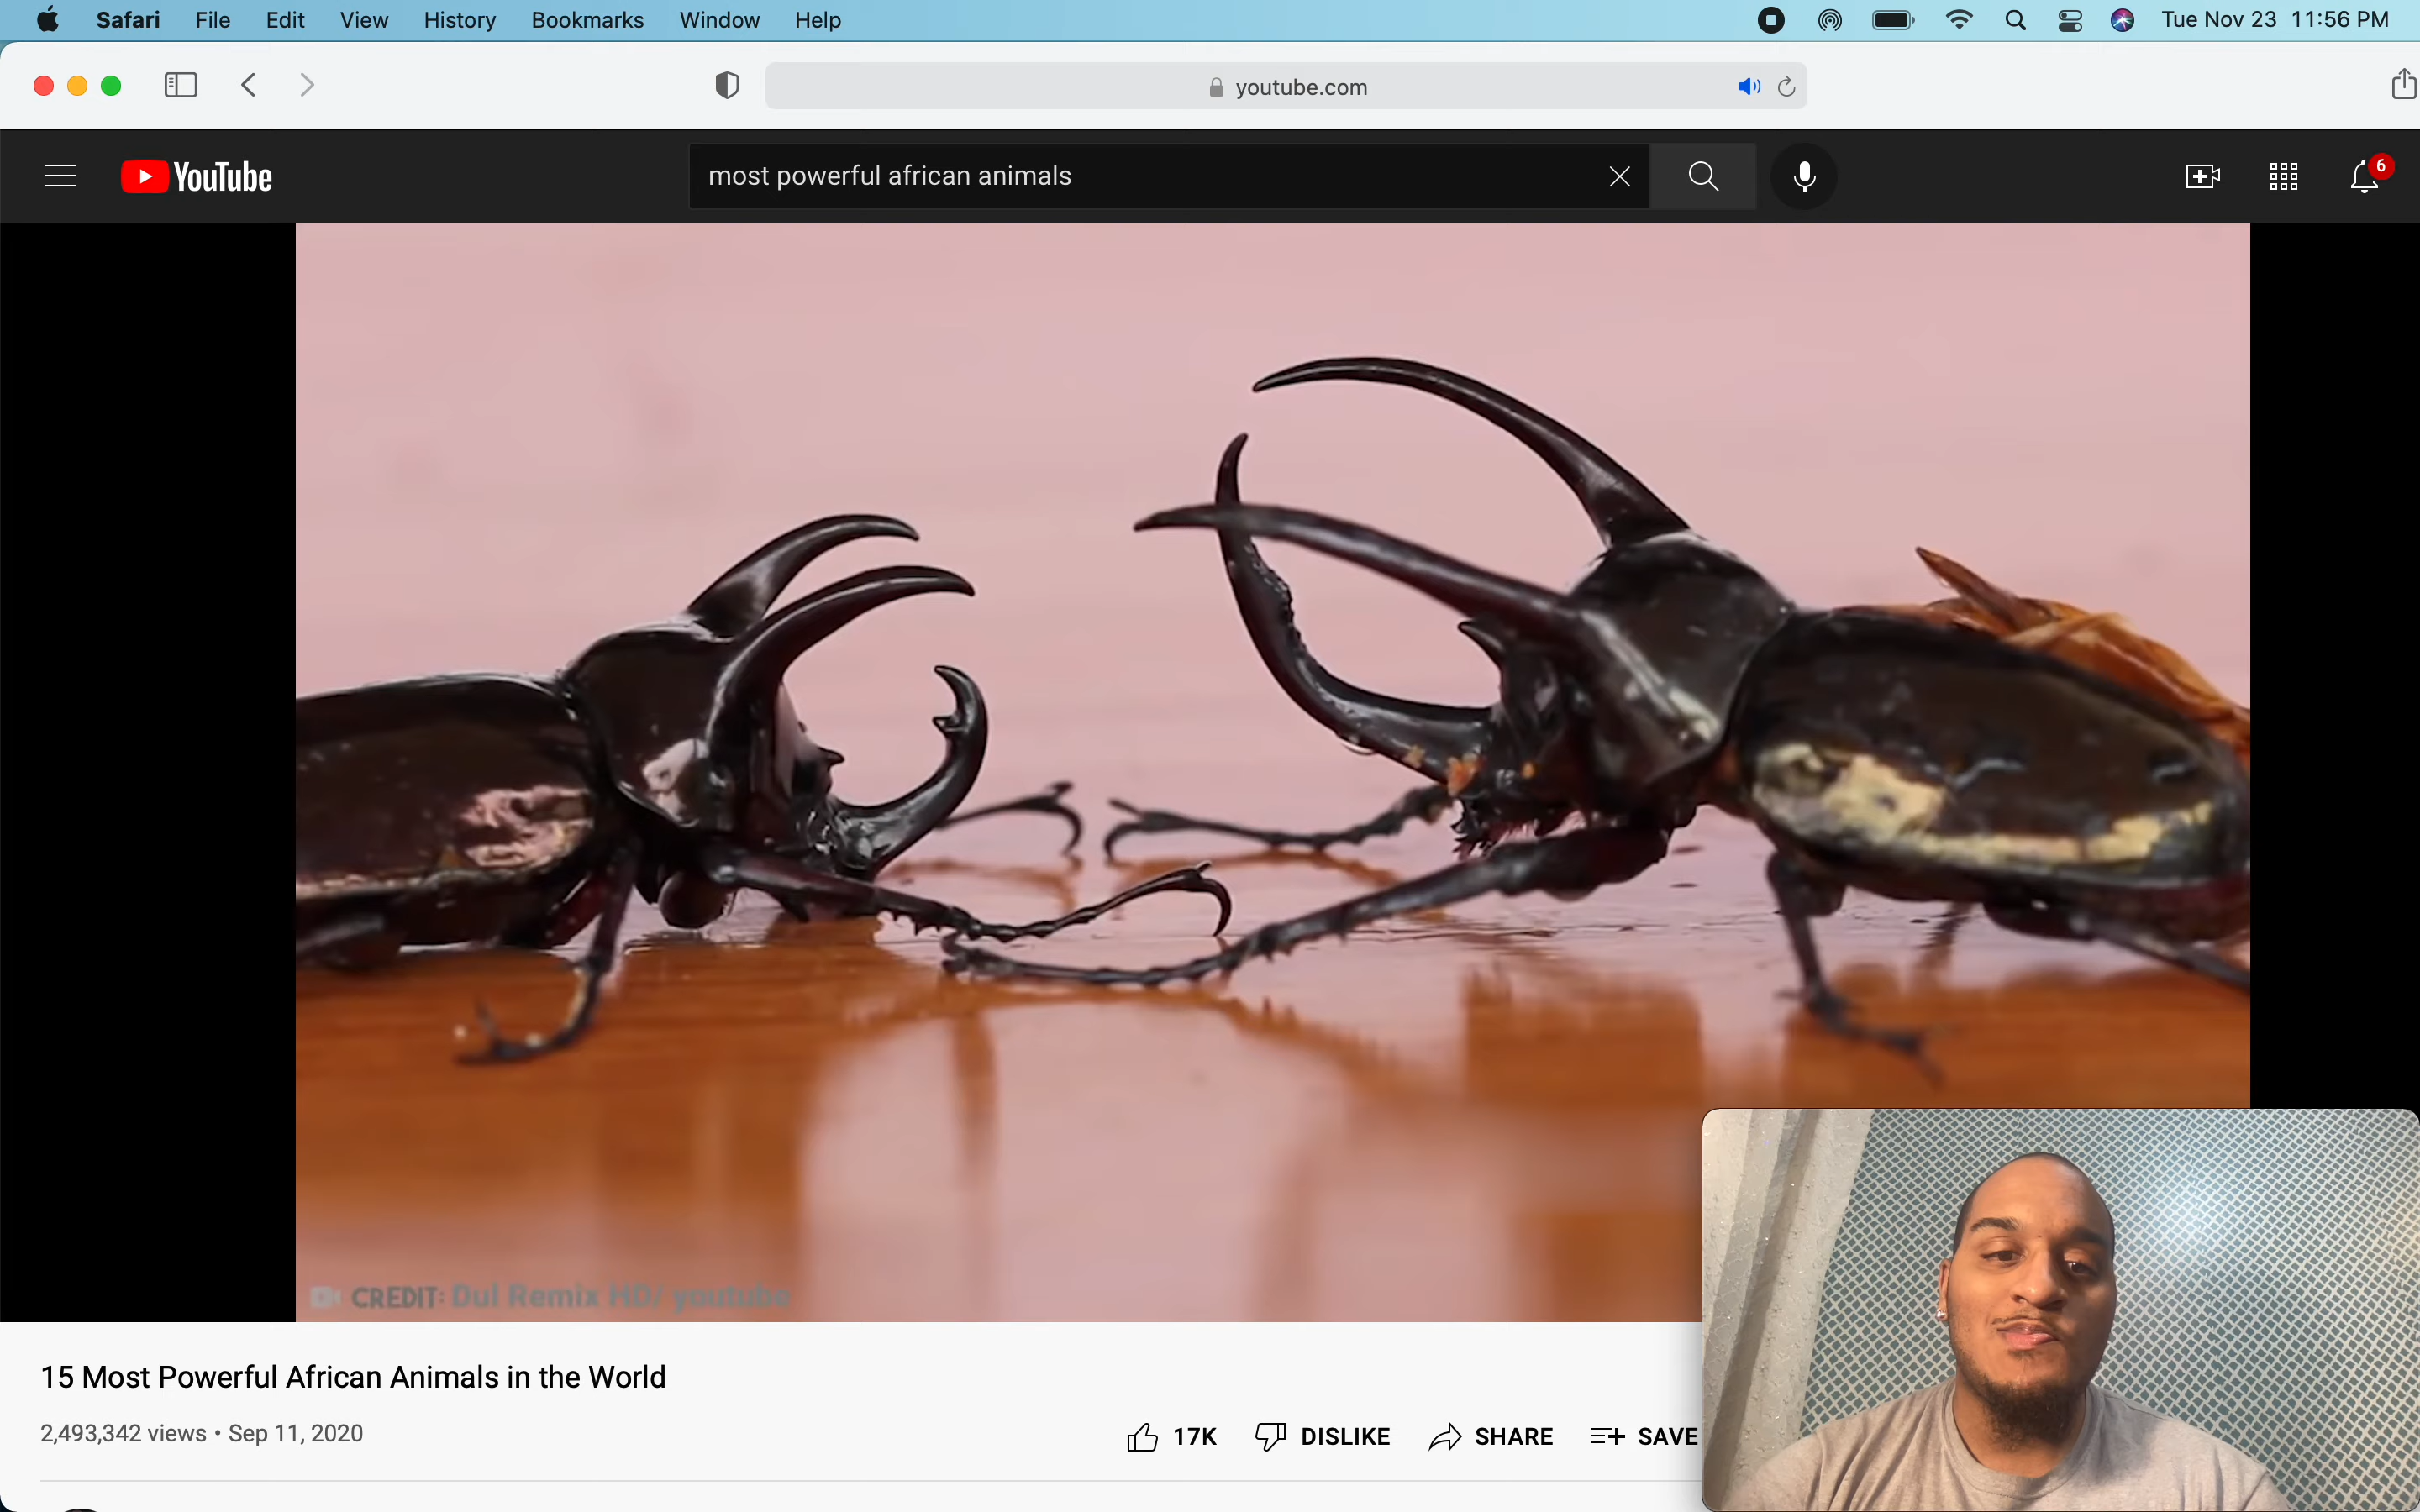 Safari File Edit View History Bookmarks Window Help Tue Nov 23 11:56 PM
youtube.com
YouTube most powerful african animals 6
CREDIT: Dul Remix HD/ youtube
15 Most Powerful African Animals in the World
2,493,342 views • Sep 11, 2020 17K DISLIKE SHARE SAVE